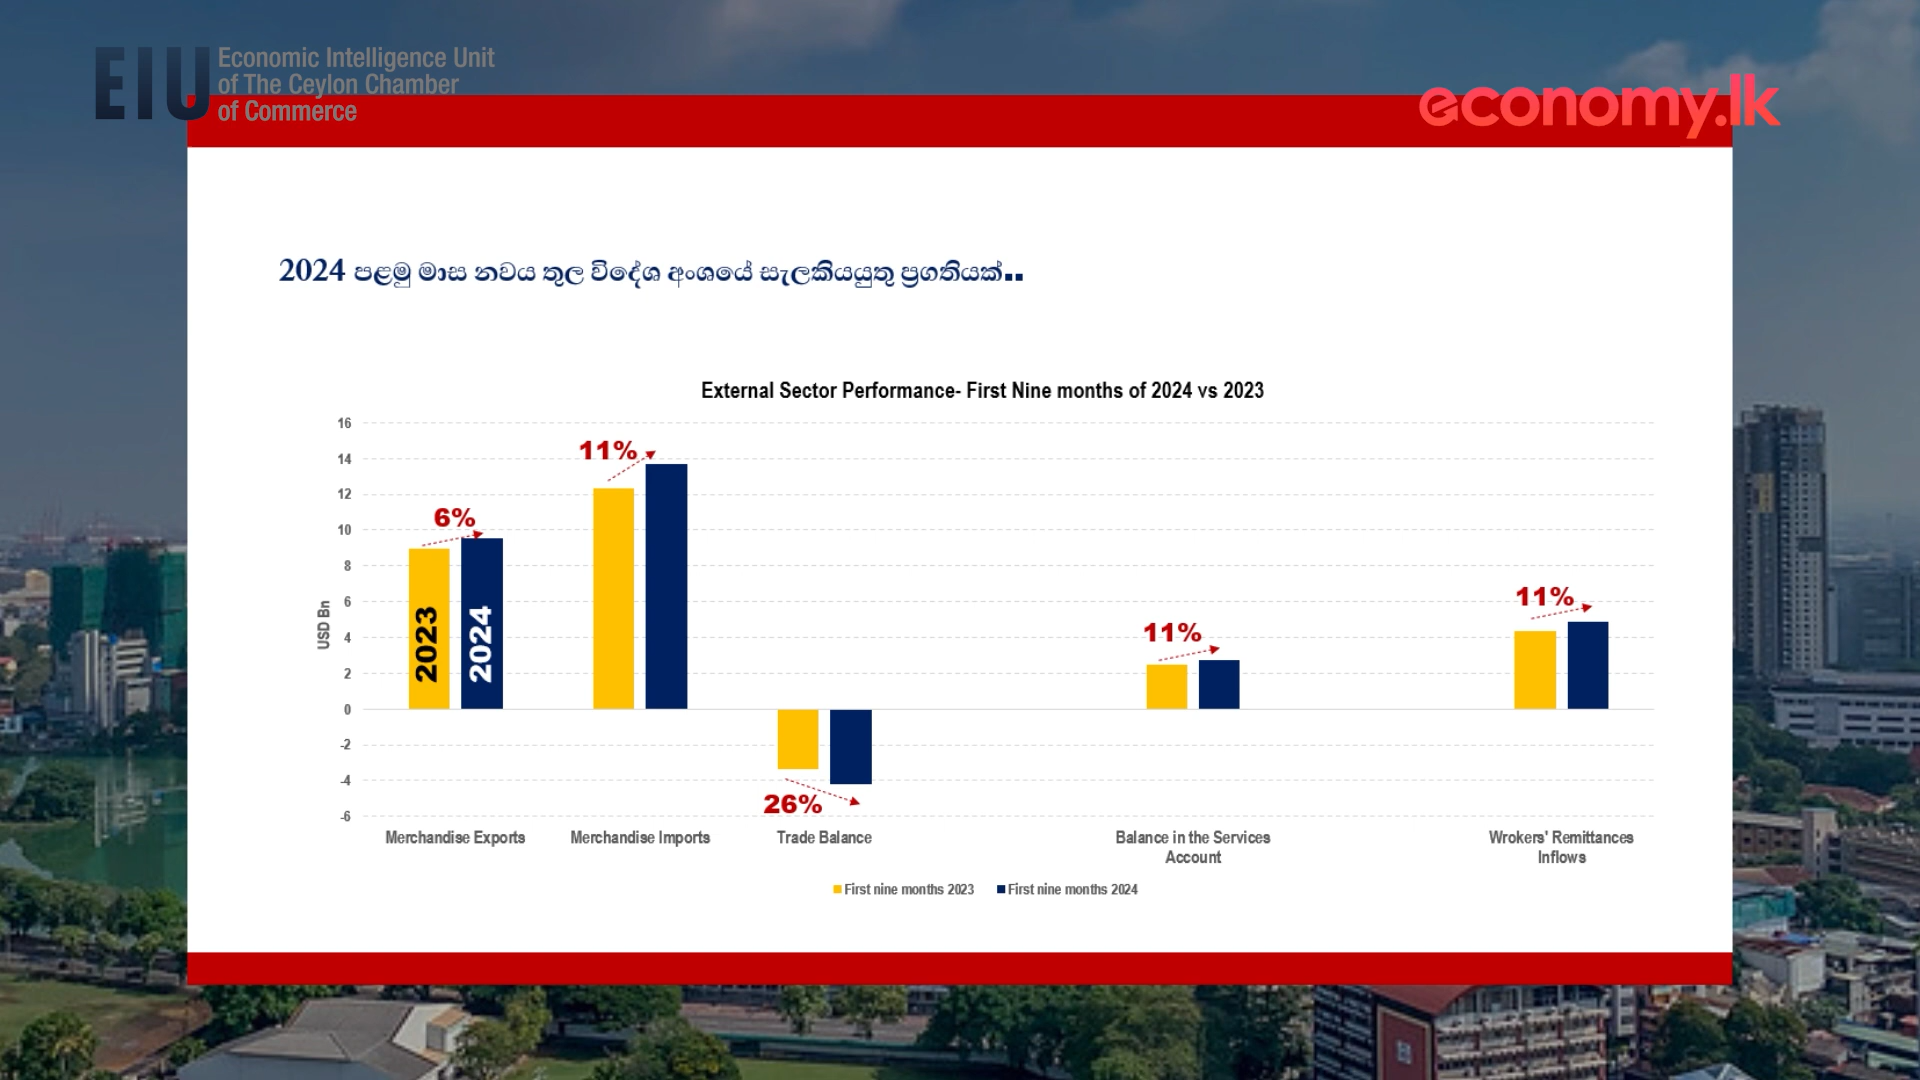 EIU
Economic Intelligence Unit
of The Ceylon Chamber
of Commerce
economy.lk
2024 පළමු මාස නවය තුල විදේශ අංශයේ සැලකියයුතු ප්‍රගතියක්..
External Sector Performance- First Nine months of 2024 vs 2023
USD Bn
16
14
12
10
8
6
4
2
0
-2
-4
-6
6%
2023
2024
11%
26%
11%
11%
Merchandise Exports
Merchandise Imports
Trade Balance
Balance in the Services
Account
Wrokers' Remittances
Inflows
First nine months 2023
First nine months 2024